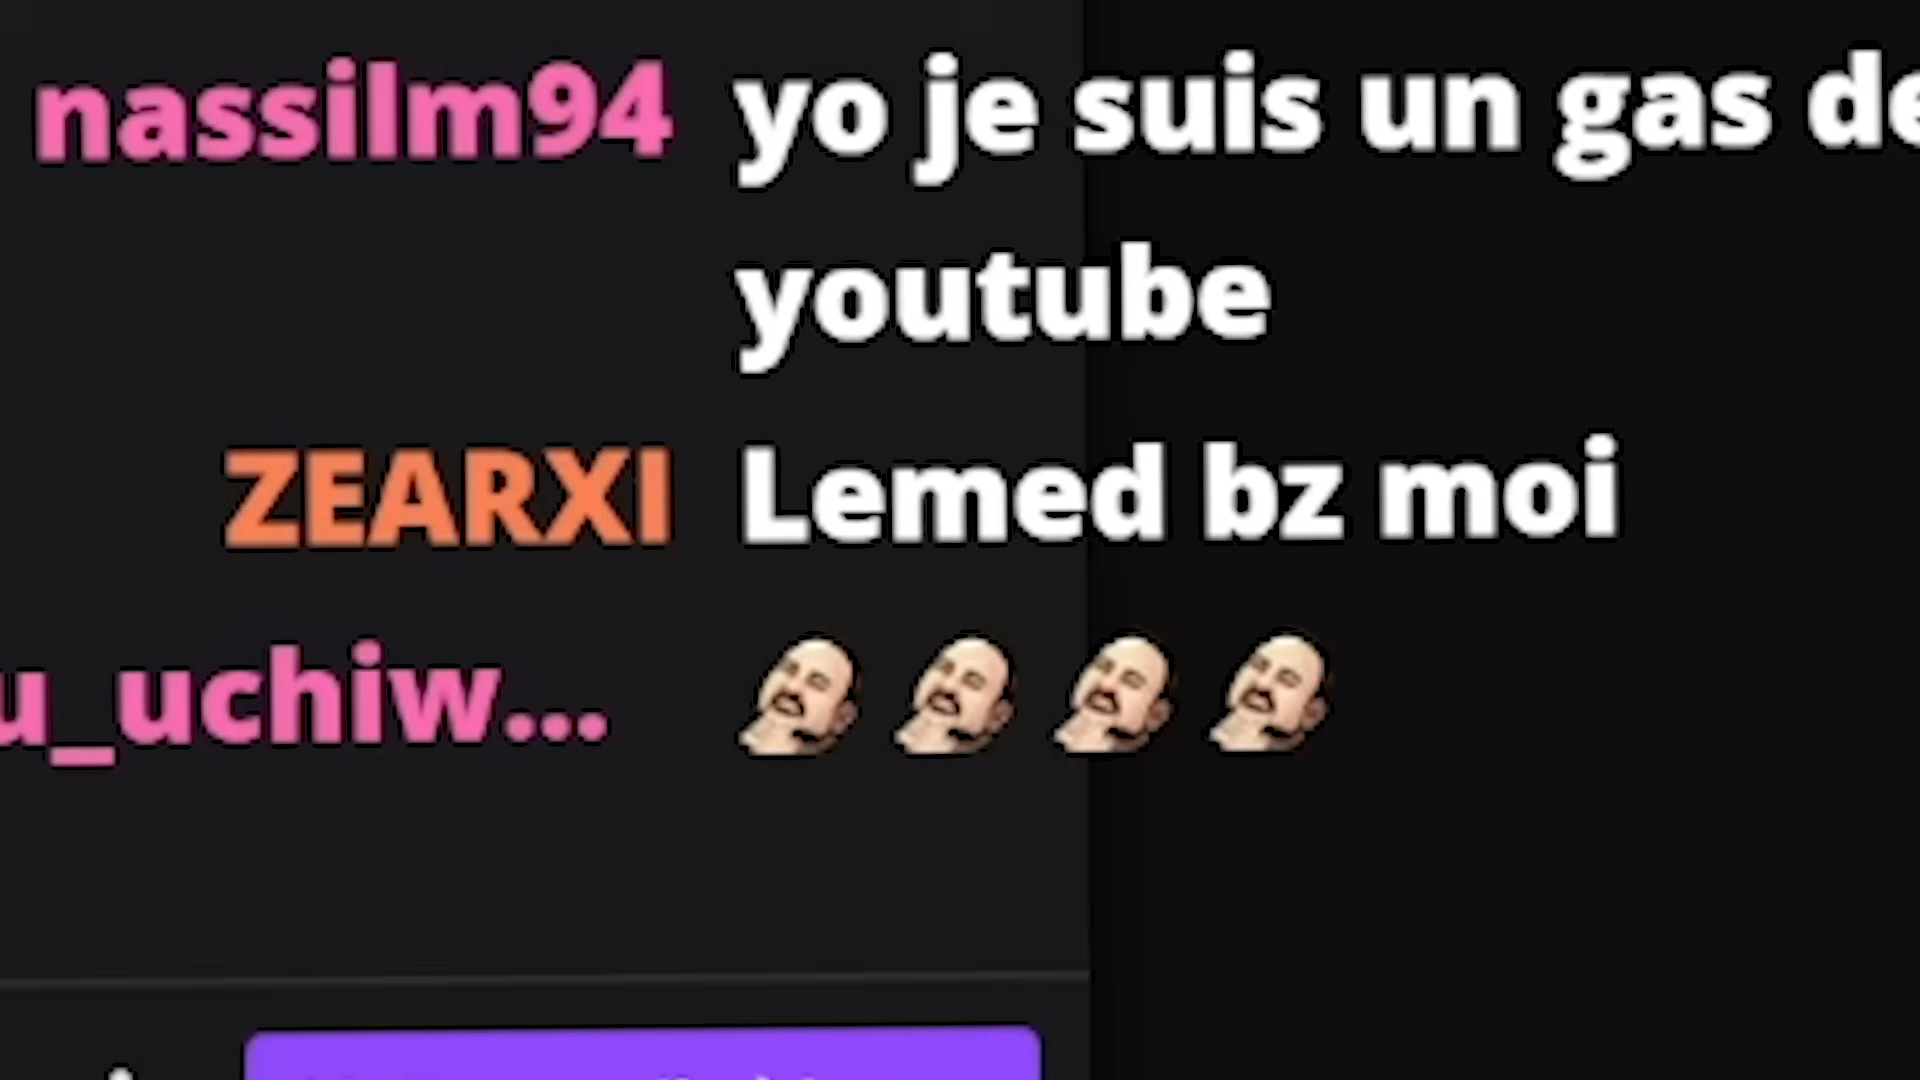 nassilm94 yo je suis un gas de
youtube
ZEARXI Lemed bz moi
u_uchiw...